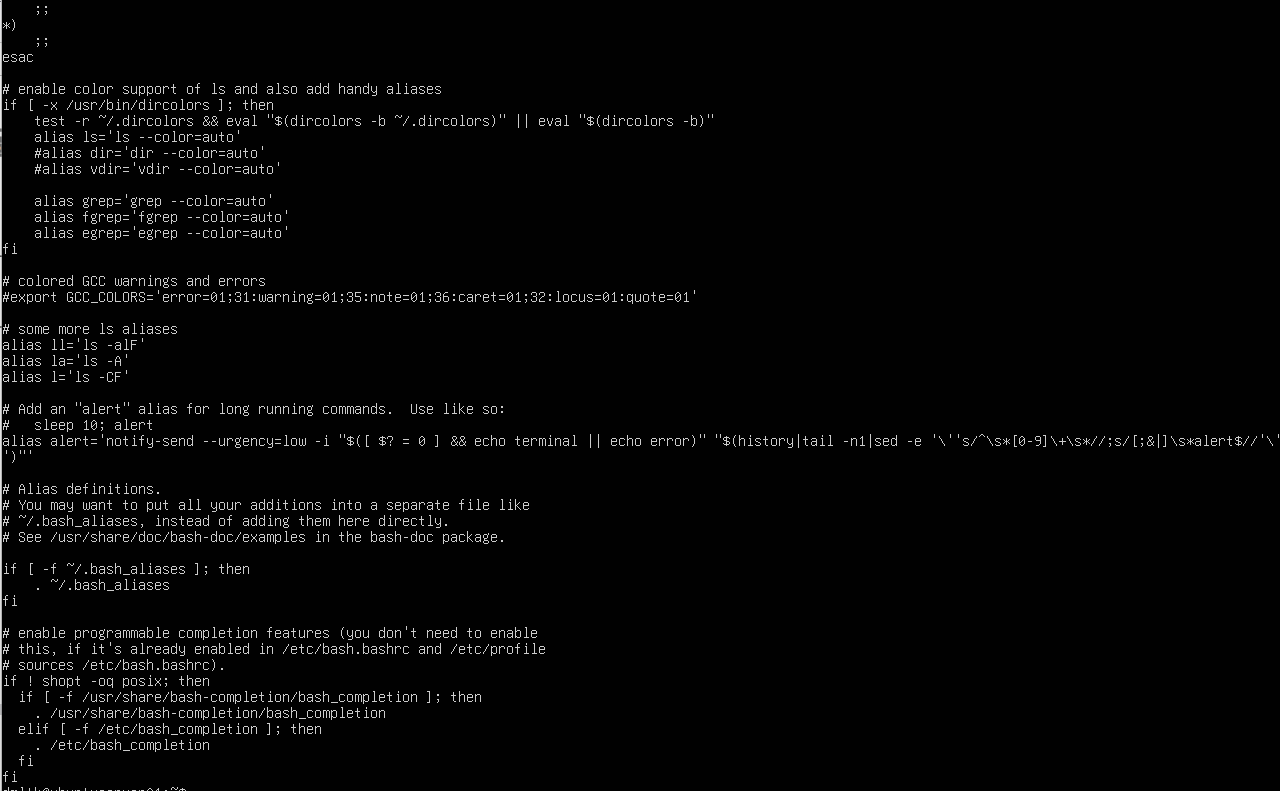 ;;
*)
    ;;
esac

# enable color support of ls and also add handy aliases
if [ -x /usr/bin/dircolors ]; then
    test -r ~/.dircolors && eval "$(dircolors -b ~/.dircolors)" || eval "$(dircolors -b)"
    alias ls='ls --color=auto'
    #alias dir='dir --color=auto'
    #alias vdir='vdir --color=auto'

    alias grep='grep --color=auto'
    alias fgrep='fgrep --color=auto'
    alias egrep='egrep --color=auto'
fi

# colored GCC warnings and errors
#export GCC_COLORS='error=01;31:warning=01;35:note=01;36:caret=01;32:locus=01:quote=01'

# some more ls aliases
alias ll='ls -alF'
alias la='ls -A'
alias l='ls -CF'

# Add an "alert" alias for long running commands.  Use like so:
#   sleep 10; alert
alias alert='notify-send --urgency=low -i "$([ $? = 0 ] && echo terminal || echo error)" "$(history|tail -n1|sed -e '\''s/^\s*[0-9]\+\s*//;s/[;&|]\s*alert$//'\'
')"'

# Alias definitions.
# You may want to put all your additions into a separate file like
# ~/.bash_aliases, instead of adding them here directly.
# See /usr/share/doc/bash-doc/examples in the bash-doc package.

if [ -f ~/.bash_aliases ]; then
    . ~/.bash_aliases
fi

# enable programmable completion features (you don't need to enable
# this, if it's already enabled in /etc/bash.bashrc and /etc/profile
# sources /etc/bash.bashrc).
if ! shopt -oq posix; then
  if [ -f /usr/share/bash-completion/bash_completion ]; then
    . /usr/share/bash-completion/bash_completion
  elif [ -f /etc/bash_completion ]; then
    . /etc/bash_completion
  fi
fi